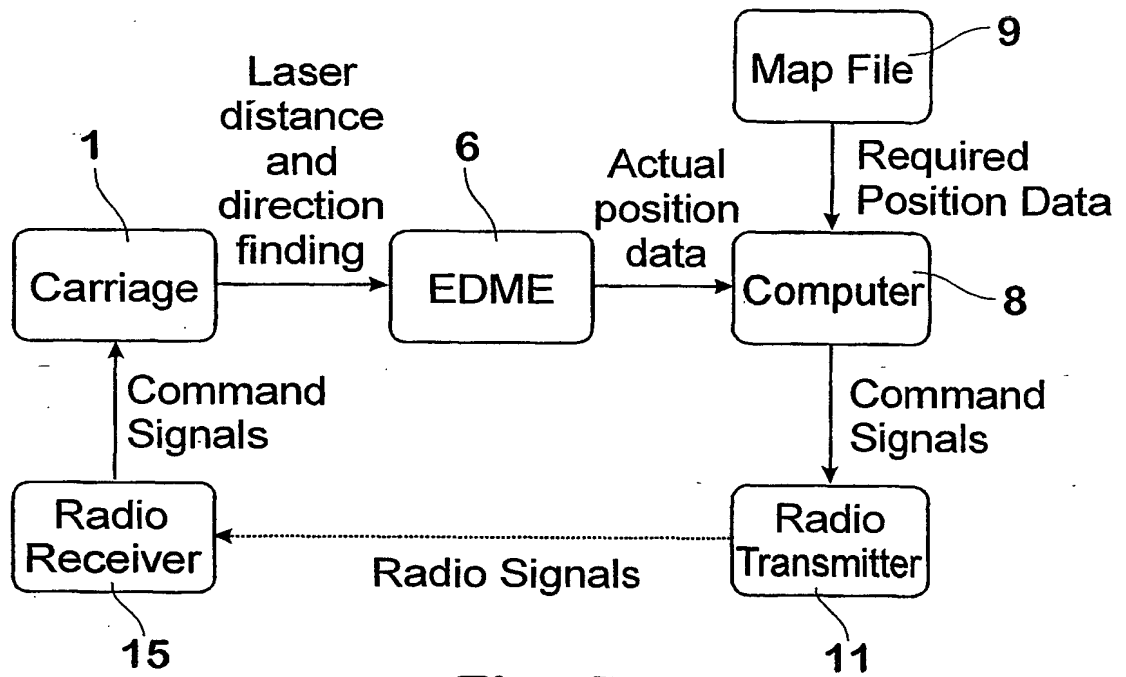 9
Map File
Laser
distance
and
direction
finding
1
6
Actual
position
data
Required
Position Data
Carriage
EDME
Computer
8
Command
Signals
Command
Signals
Radio
Receiver
Radio Signals
Radio
Transmitter
15
11